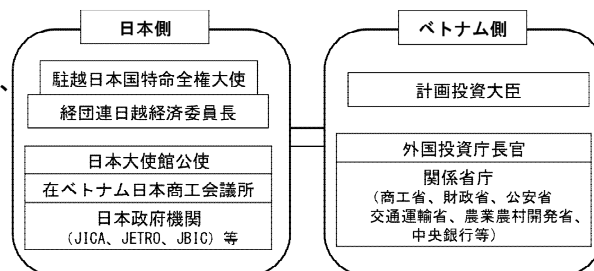 日本側
駐越日本国特命全権大使
経団連日越経済委員長
日本大使館公使
在ベトナム日本商工会議所
日本政府機関
(JICA、JETRO、JBIC) 等
ベトナム側
計画投資大臣
外国投資庁長官
関係省庁
(商工省、財政省、公安省
交通運輸省、農業農村開発省、
中央銀行等)